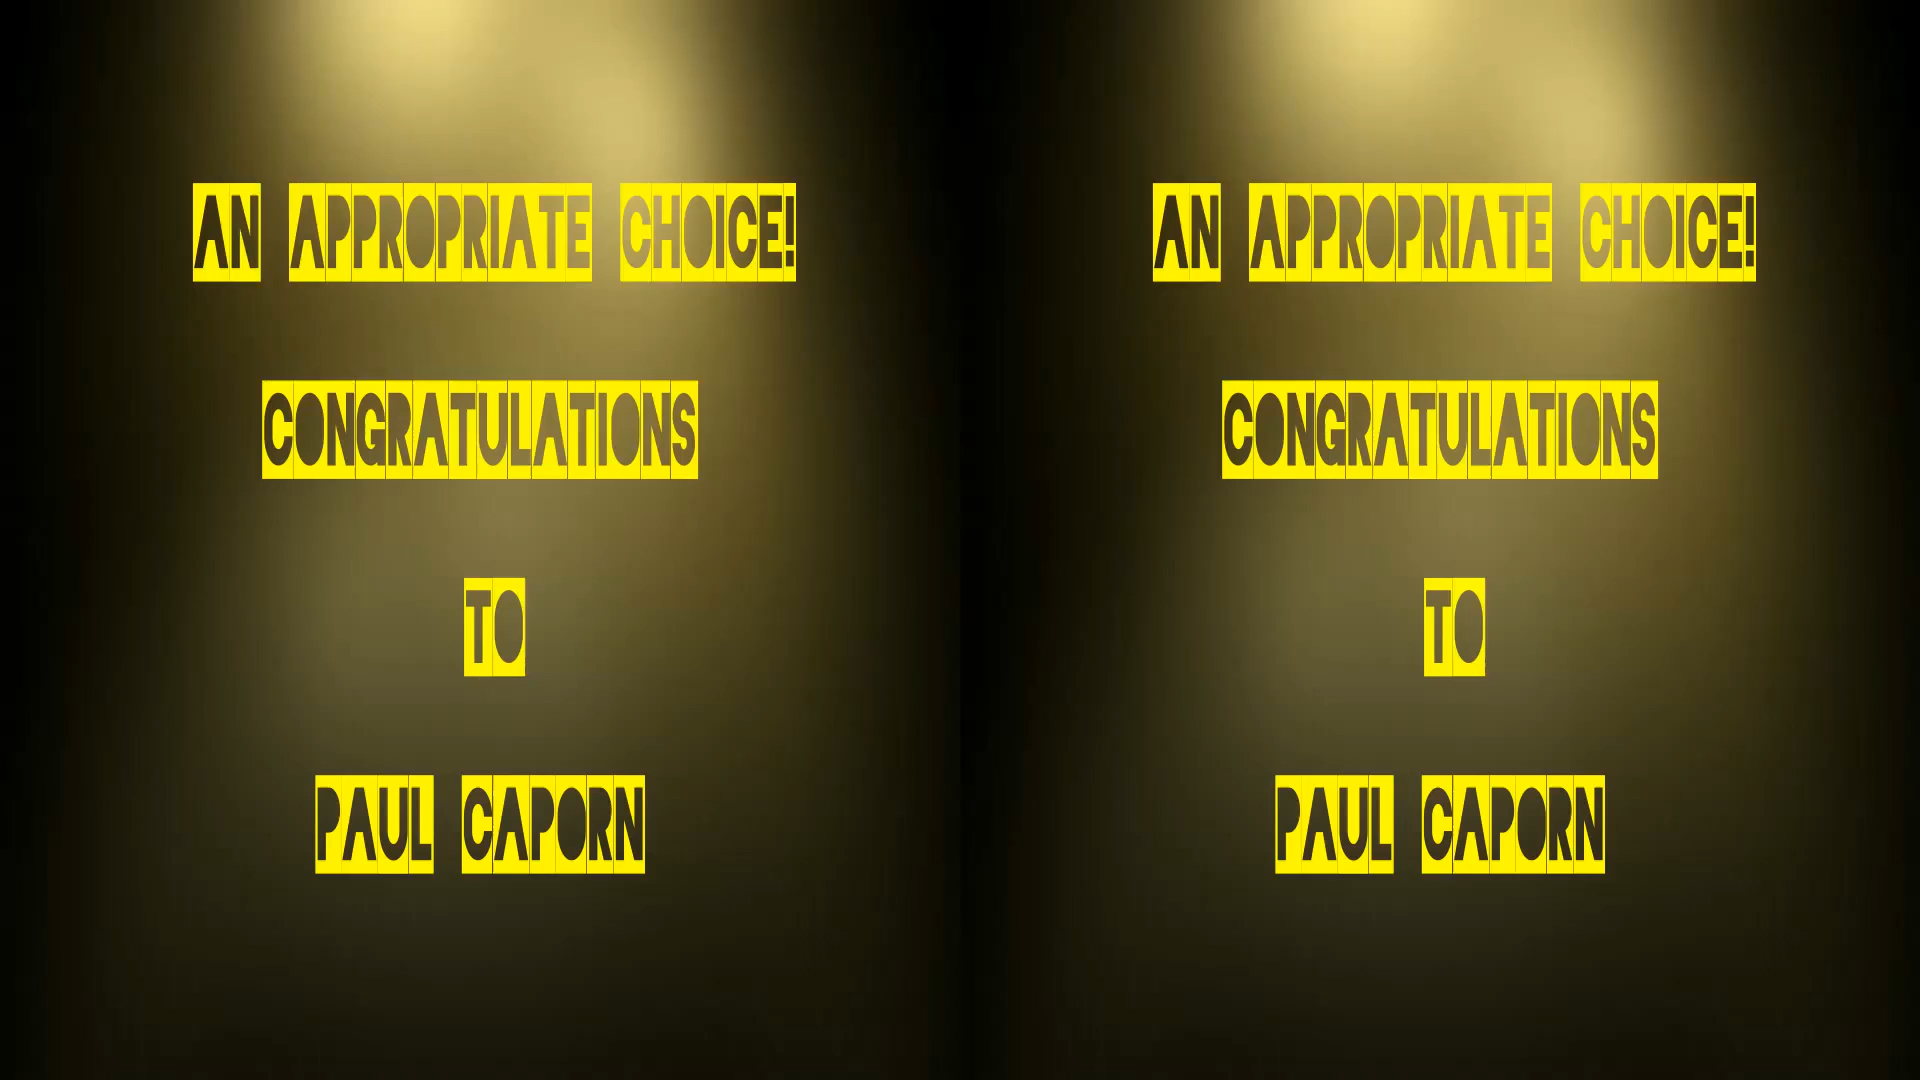 AN APPROPRIATE CHOICE!
CONGRATULATIONS
TO
PAUL CAPORN
AN APPROPRIATE CHOICE!
CONGRATULATIONS
TO
PAUL CAPORN